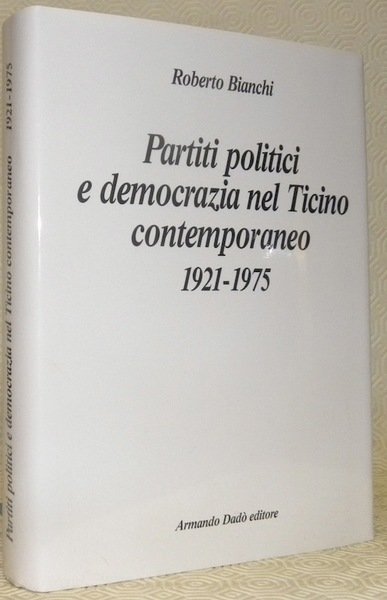 Roberto Bianchi
Partiti politici
e democrazia nel Ticino
contemporaneo
1921-1975
Armando Dadò editore
Partiti politici e democrazia nel Ticino contemporaneo 1921-1975